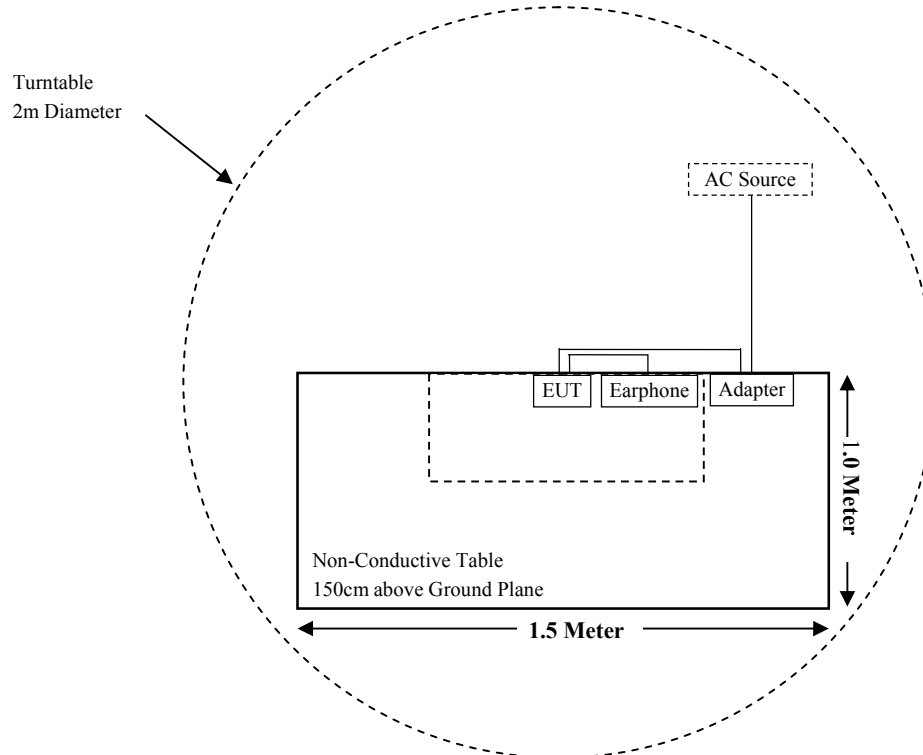 Turntable
2m Diameter
AC Source
EUT
Earphone
Adapter
1.0 Meter
Non-Conductive Table
150cm above Ground Plane
1.5 Meter